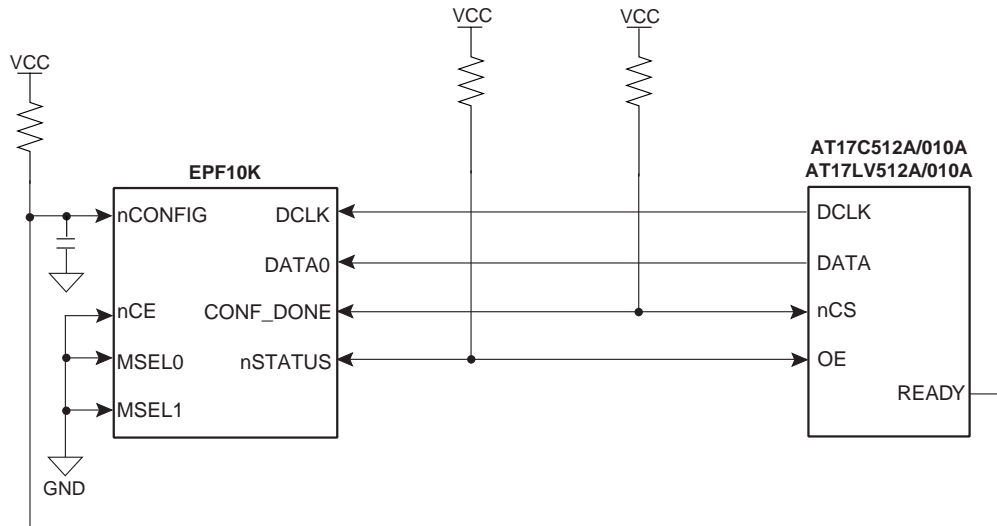 VCC
VCC
VCC
EPF10K
AT17C512A/010A
AT17LV512A/010A
nCONFIG
DCLK
DCLK
DATA0
DATA
nCE
CONF_DONE
nCS
MSEL0
nSTATUS
OE
MSEL1
READY
GND